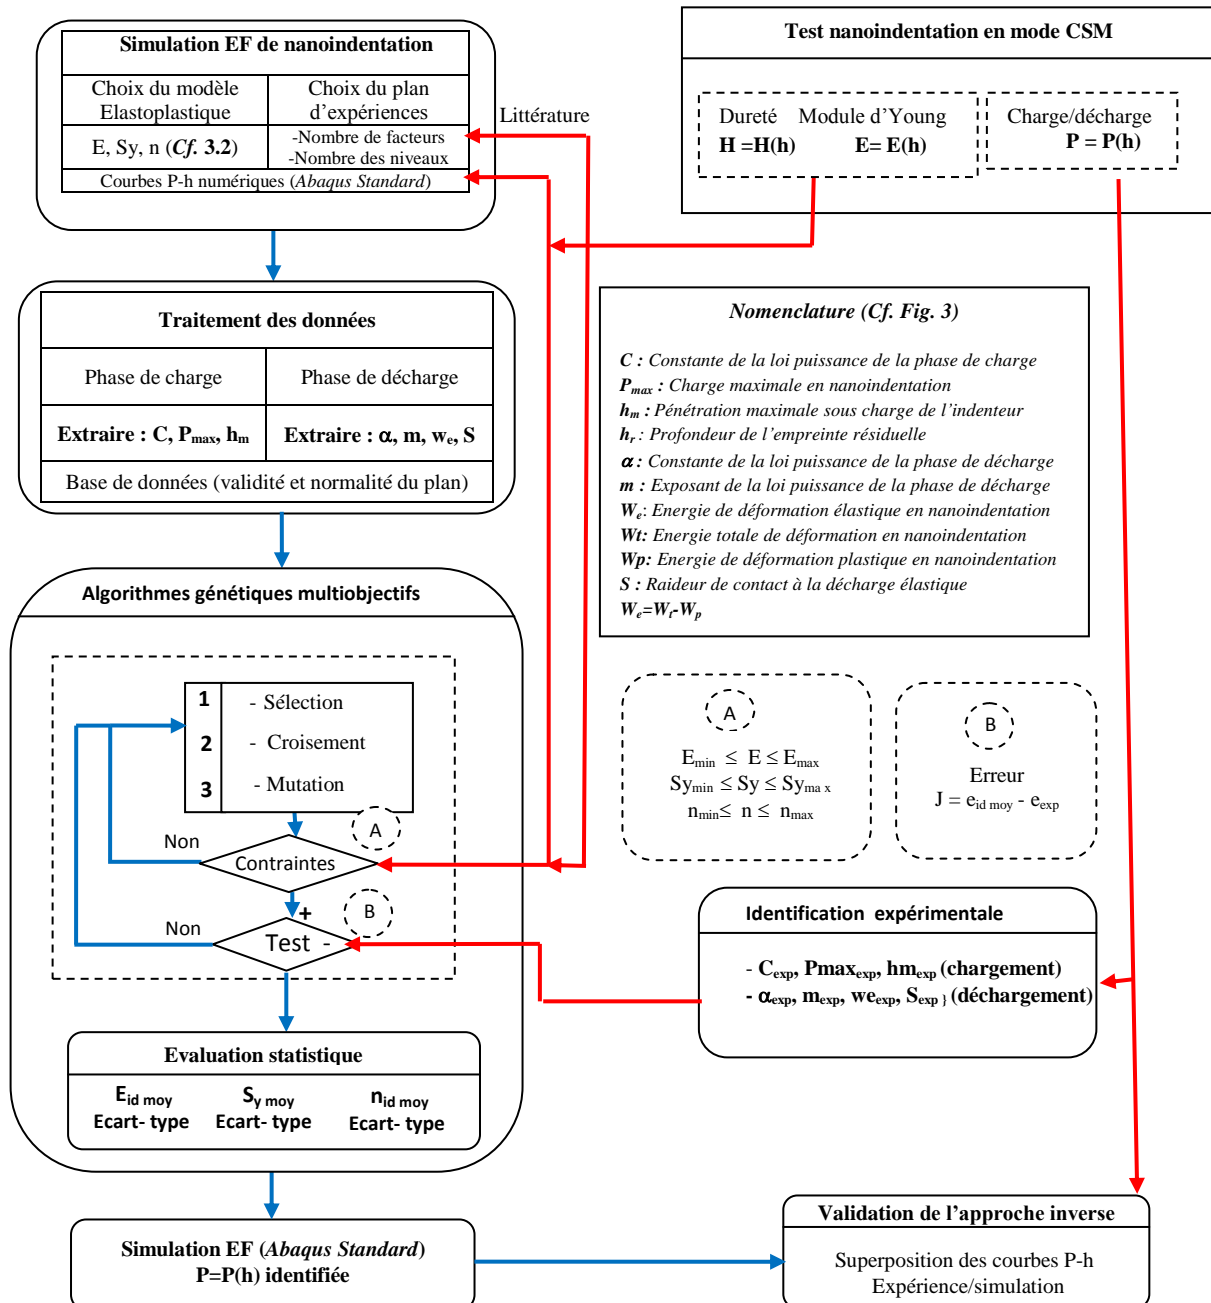 Simulation EF de nanoindentation
Choix du modèle
Elastoplastique
Choix du plan
d'expériences
E, Sy, n (Cf. 3.2)
-Nombre de facteurs
-Nombre des niveaux
Courbes P-h numériques (Abaqus Standard)
Littérature
Test nanoindentation en mode CSM
Dureté Module d'Young
H =H(h) E= E(h)
Charge/décharge
P = P(h)
Traitement des données
Phase de charge
Phase de décharge
Extraire : C, Pmax, hm
Extraire : α, m, we, S
Base de données (validité et normalité du plan)
Nomenclature (Cf. Fig. 3)
C : Constante de la loi puissance de la phase de charge
Pmax : Charge maximale en nanoindentation
hm : Pénétration maximale sous charge de l'indenteur
hr : Profondeur de l'empreinte résiduelle
α : Constante de la loi puissance de la phase de décharge
m : Exposant de la loi puissance de la phase de décharge
We: Energie de déformation élastique en nanoindentation
Wt: Energie totale de déformation en nanoindentation
Wp: Energie de déformation plastique en nanoindentation
S : Raideur de contact à la décharge élastique
We=Wt-Wp
Algorithmes génétiques multiobjectifs
1 - Sélection
2 - Croisement
3 - Mutation
A
Non
Contraintes
+
B
Non
Test -
A
Emin ≤ E ≤ Emax
Symin ≤ Sy ≤ Syma x
nmin≤ n ≤ nmax
B
Erreur
J = eid moy - eexp
Identification expérimentale
- Cexp, Pmaxexp, hmexp (chargement)
- αexp, mexp, weexp, Sexp } (déchargement)
Evaluation statistique
Eid moy
Ecart- type
Sy moy
Ecart- type
nid moy
Ecart- type
Simulation EF (Abaqus Standard)
P=P(h) identifiée
Validation de l'approche inverse
Superposition des courbes P-h
Expérience/simulation